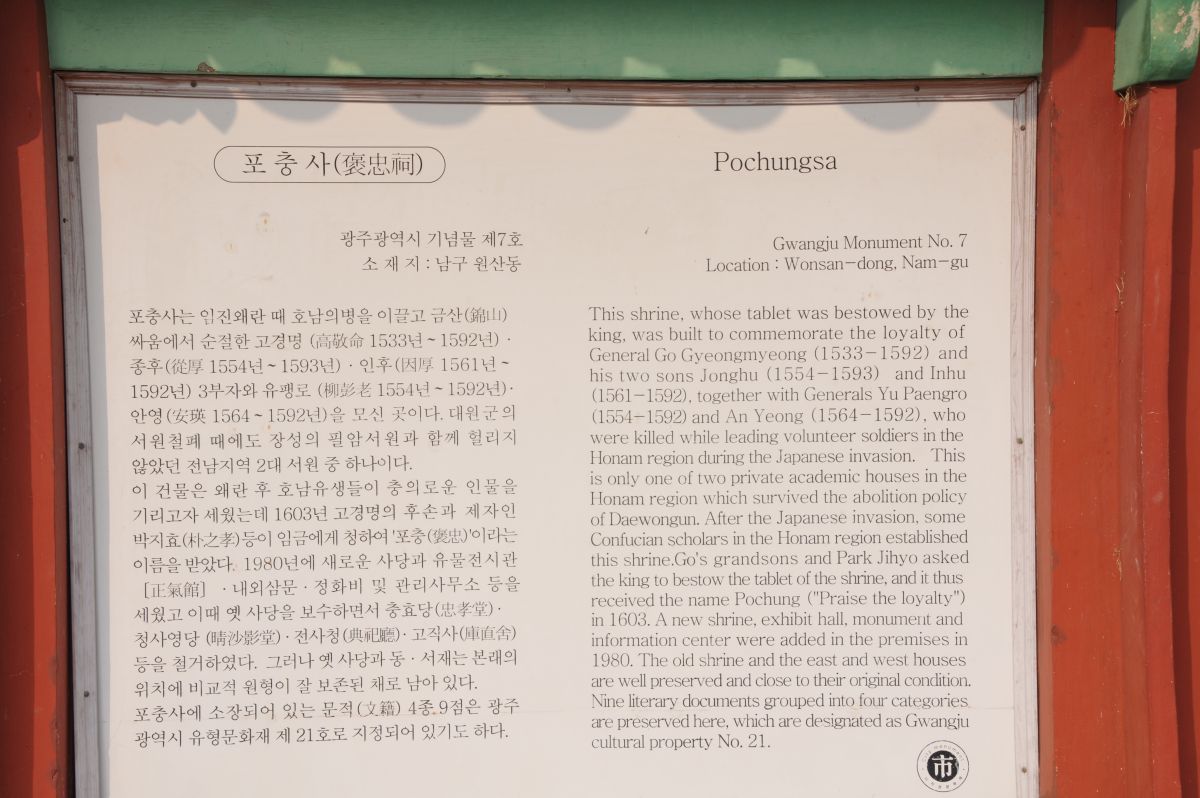 포충사(褒忠祠)
광주광역시 기념물 제7호
소 재 지 : 남구 원산동
포충사는 임진왜란 때 호남의병을 이끌고 금산(錦山)
싸움에서 순절한 고경명 (高敬命 1533년~1592년) ·
종후(從厚 1554년~1593년) · 인후(因厚 1561년~
1592년) 3부자와 유팽로 (柳彭老 1554년~1592년)·
안영(安瑛 1564~1592년)을 모신 곳이다. 대원군의
서원철폐 때에도 장성의 필암서원과 함께 헐리지
않았던 전남지역 2대 서원 중 하나이다.
이 건물은 왜란 후 호남유생들이 충의로운 인물을
기리고자 세웠는데 1603년 고경명의 후손과 제자인
박지효(朴之孝)등이 임금에게 청하여 '포충(褒忠)'이라는
이름을 받았다. 1980년에 새로운 사당과 유물전시관
[正氣館] · 내외삼문 · 정화비 및 관리사무소 등을
세웠고 이때 옛 사당을 보수하면서 충효당(忠孝堂) ·
청사영당 (晴沙影堂) · 전사청(典祀廳)· 고직사(庫直舍)
등을 철거하였다. 그러나 옛 사당과 동 · 서재는 본래의
위치에 비교적 원형이 잘 보존된 채로 남아 있다.
포충사에 소장되어 있는 문적(文籍) 4종 9점은 광주
광역시 유형문화재 제 21호로 지정되어 있기도 하다.
Pochungsa
Gwangju Monument No. 7
Location : Wonsan-dong, Nam-gu
This shrine, whose tablet was bestowed by the
king, was built to commemorate the loyalty of
General Go Gyeongmyeong (1533-1592) and
his two sons Jonghu (1554-1593) and Inhu
(1561-1592), together with Generals Yu Paengro
(1554-1592) and An Yeong (1564-1592), who
were killed while leading volunteer soldiers in the
Honam region during the Japanese invasion. This
is only one of two private academic houses in the
Honam region which survived the abolition policy
of Daewongun. After the Japanese invasion, some
Confucian scholars in the Honam region established
this shrine.Go's grandsons and Park Jihyo asked
the king to bestow the tablet of the shrine, and it thus
received the name Pochung ("Praise the loyalty")
in 1603. A new shrine, exhibit hall, monument and
information center were added in the premises in
1980. The old shrine and the east and west houses
are well preserved and close to their original condition.
Nine literary documents grouped into four categories
are preserved here, which are designated as Gwangju
cultural property No. 21.
市